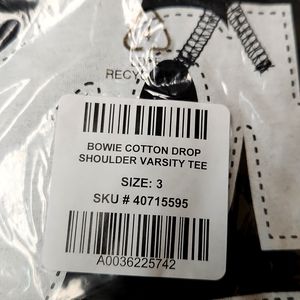 RECY
BOWIE COTTON DROP
SHOULDER VARSITY TEE
SIZE: 3
SKU # 40715595
A0036225742